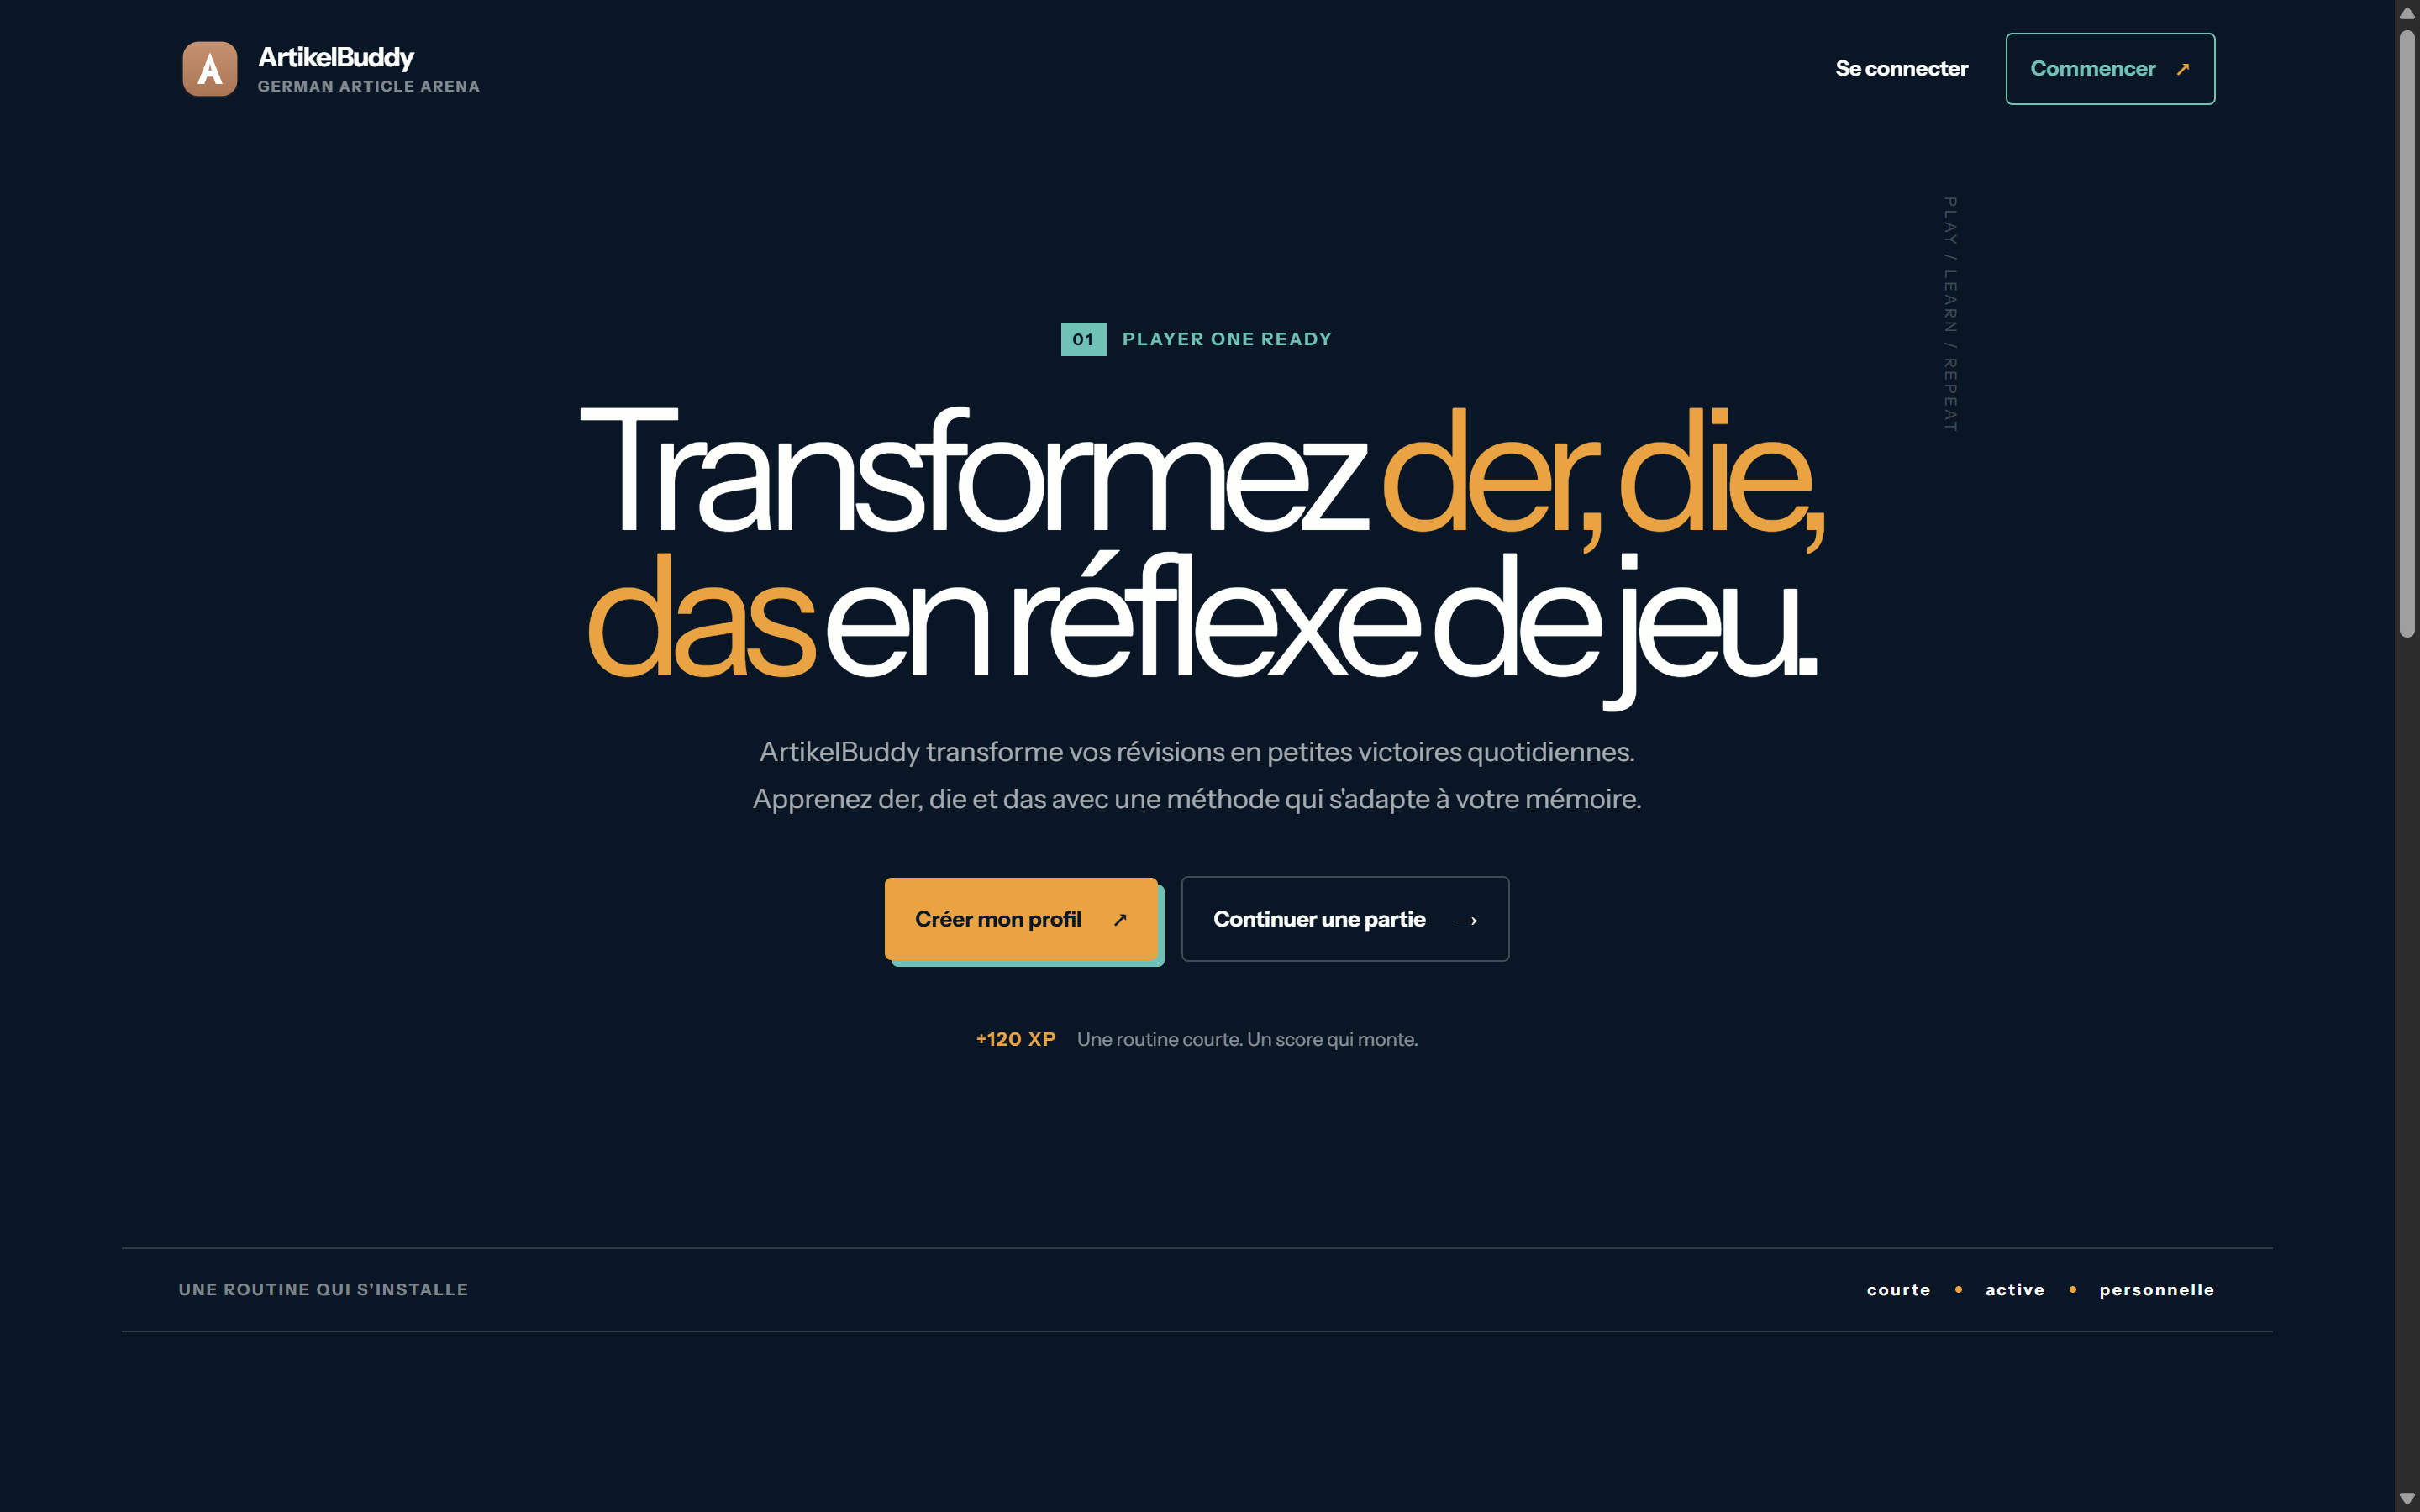 ArtikelBuddy
GERMAN ARTICLE ARENA
Se connecter
Commencer ↗
PLAY / LEARN / REPEAT
01 PLAYER ONE READY
Transformez der, die,
das en réflexe de jeu.
ArtikelBuddy transforme vos révisions en petites victoires quotidiennes.
Apprenez der, die et das avec une méthode qui s'adapte à votre mémoire.
Créer mon profil ↗
Continuer une partie →
+120 XP Une routine courte. Un score qui monte.
UNE ROUTINE QUI S'INSTALLE
courte • active • personnelle